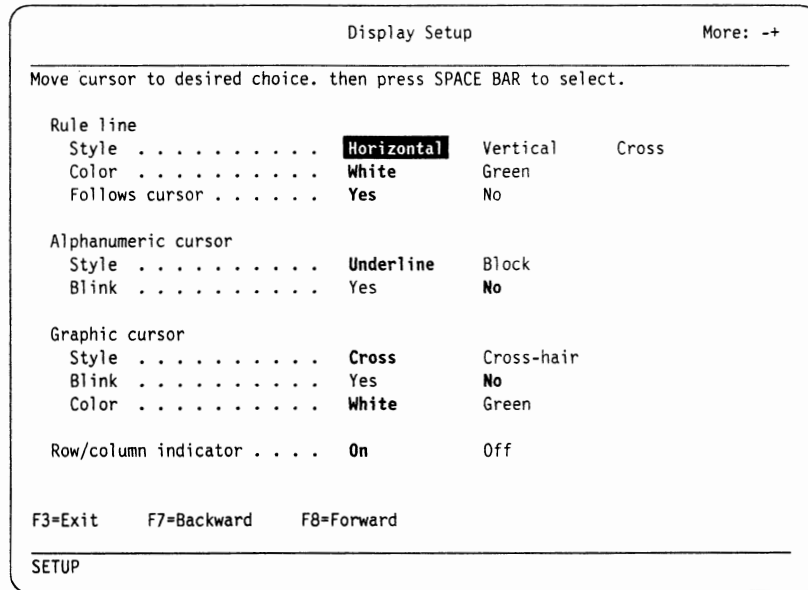 Display Setup More: -+
Move cursor to desired choice. then press SPACE BAR to select.
Rule line
Style . . . . . . . . . . Horizontal Vertical Cross
Color . . . . . . . . . . White Green
Follows cursor . . . . . . Yes No
Alphanumeric cursor
Style . . . . . . . . . . Underline Block
Blink . . . . . . . . . . Yes No
Graphic cursor
Style . . . . . . . . . . Cross Cross-hair
Blink . . . . . . . . . . Yes No
Color . . . . . . . . . . White Green
Row/column indicator . . . . On Off
F3=Exit F7=Backward F8=Forward
SETUP